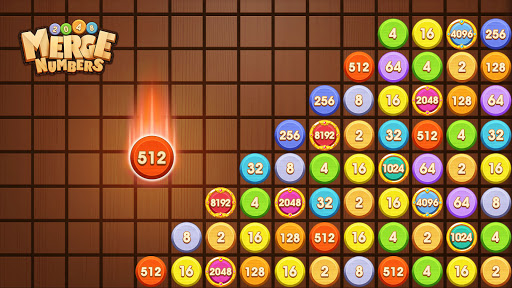 2048
MERGE
NUMBERS
512
4 16 4096 256
512 64 4 2 128
256 8 16 2048 128 8
256 8192 2 32 512 4 32
32 8 4 16 1024 64 2 16
8192 4 2048 32 2 16 4096 64 8
8 2 16 128 512 16 4 2 1024 4
512 16 2048 128 16 2 8 128 4 512 64